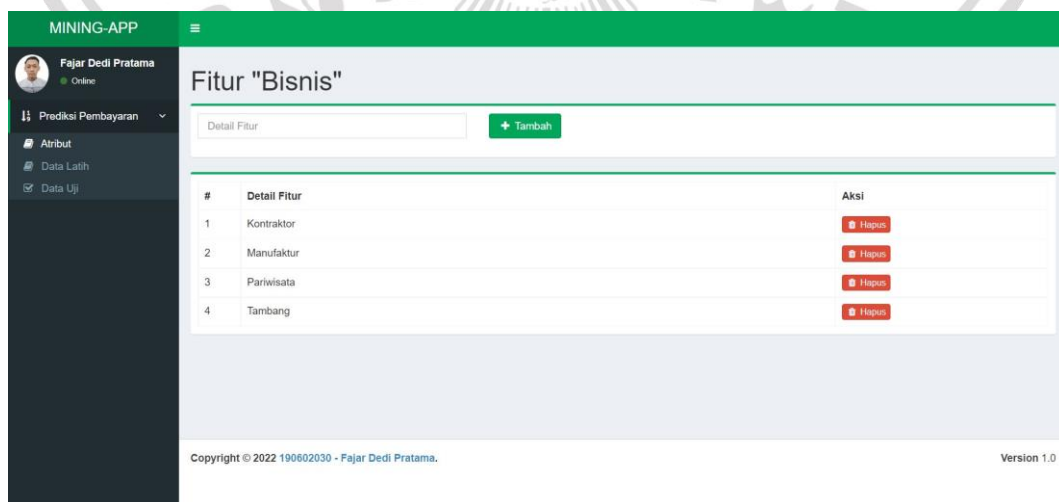 MINING-APP
Fajar Dedi Pratama
Online
Prediksi Pembayaran
Atribut
Data Latih
Data Uji
Fitur "Bisnis"
Detail Fitur
+ Tambah
# Detail Fitur Aksi
1 Kontraktor Hapus
2 Manufaktur Hapus
3 Pariwisata Hapus
4 Tambang Hapus
Copyright © 2022 190602030 - Fajar Dedi Pratama. Version 1.0